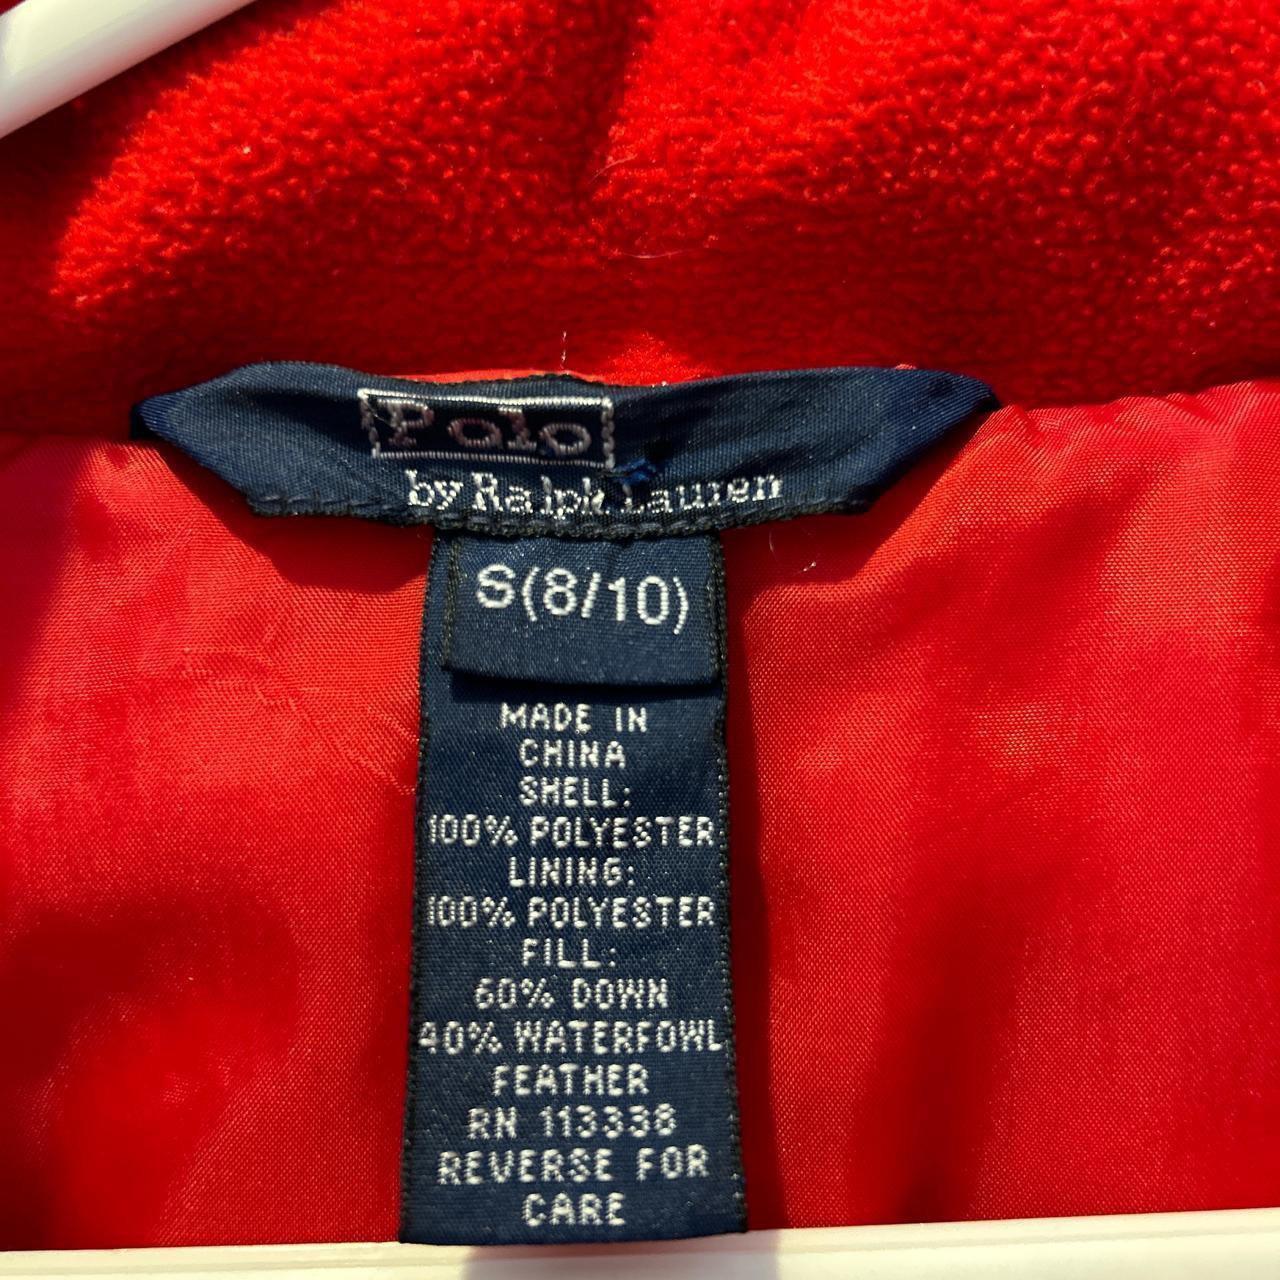 Polo
by Ralph Lauren
S(8/10)
MADE IN
CHINA
SHELL:
100% POLYESTER
LINING:
100% POLYESTER
FILL:
60% DOWN
40% WATERFOWL
FEATHER
RN 113338
REVERSE FOR
CARE